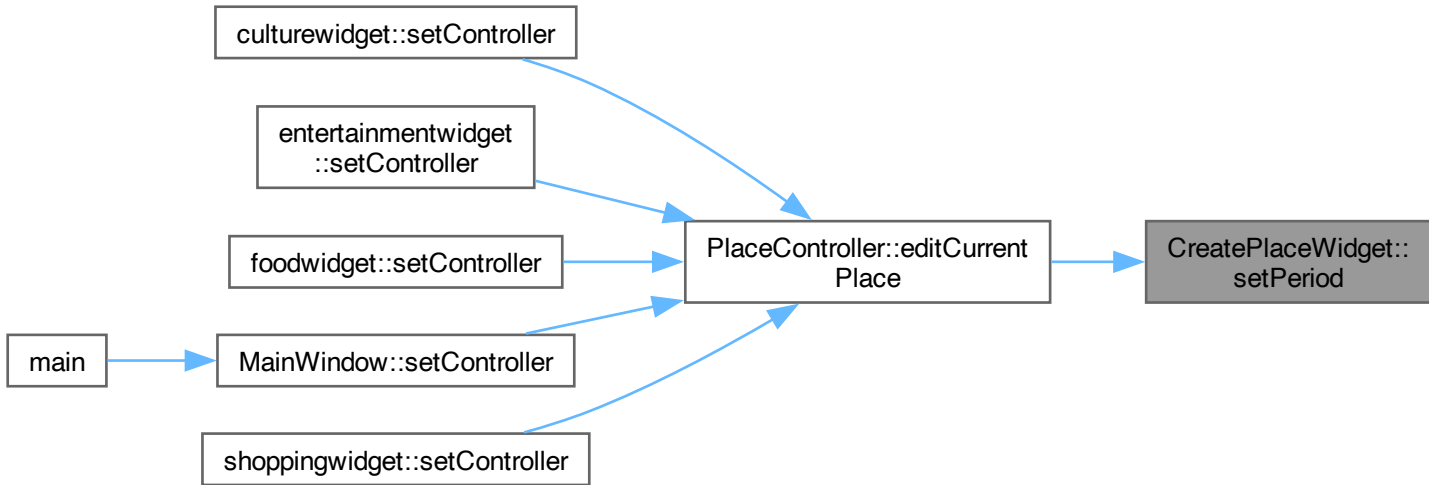 culturewidget::setController
entertainmentwidget
::setController
foodwidget::setController
main
MainWindow::setController
shoppingwidget::setController
PlaceController::editCurrent
Place
CreatePlaceWidget::
setPeriod